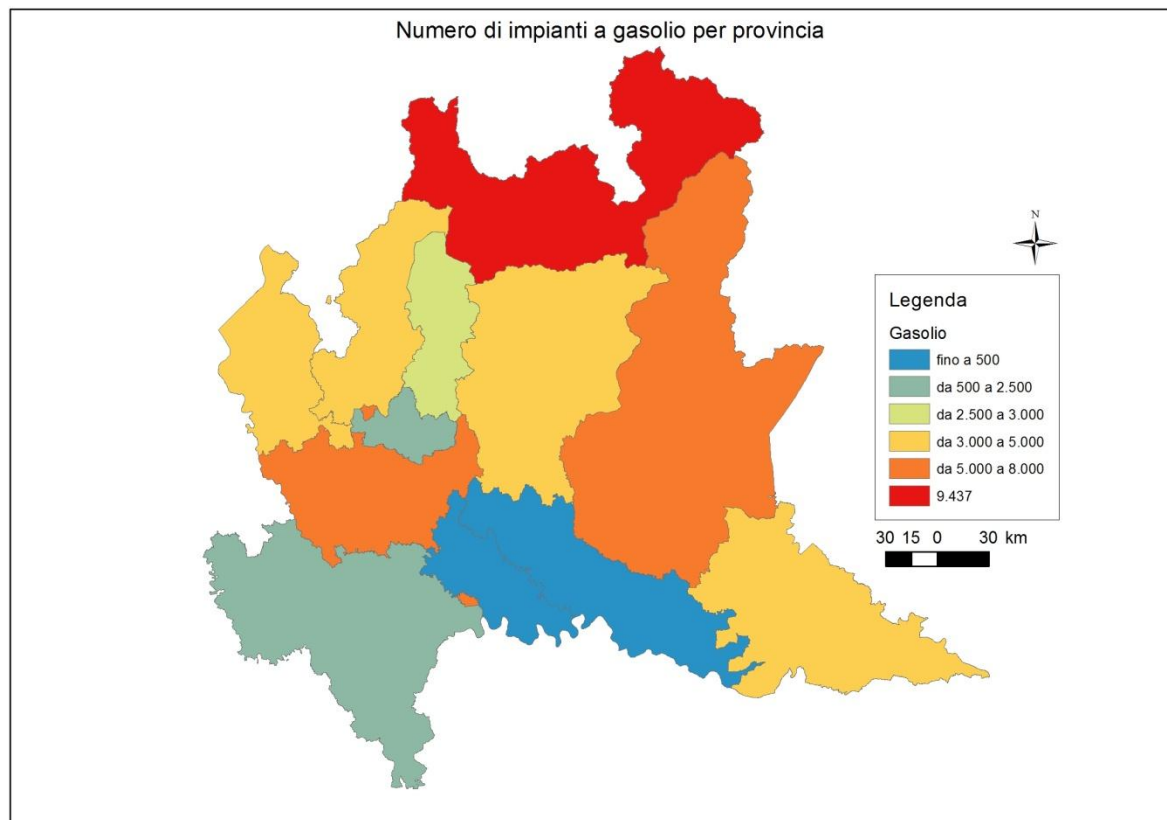 Numero di impianti a gasolio per provincia
N
Legenda
Gasolio
fino a 500
da 500 a 2.500
da 2.500 a 3.000
da 3.000 a 5.000
da 5.000 a 8.000
9.437
30 15 0 30 km